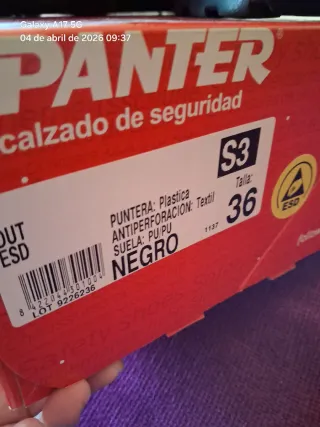 Galaxy A17 5G
04 de abril de 2026 09:37
PANTER®
calzado de seguridad
S3
OUT
ESD
PUNTERA: Plastica
ANTIPERFORACION: Textil
SUELA: PU/PU
NEGRO
1137
Talla:
36
ESD
LOT 9226236